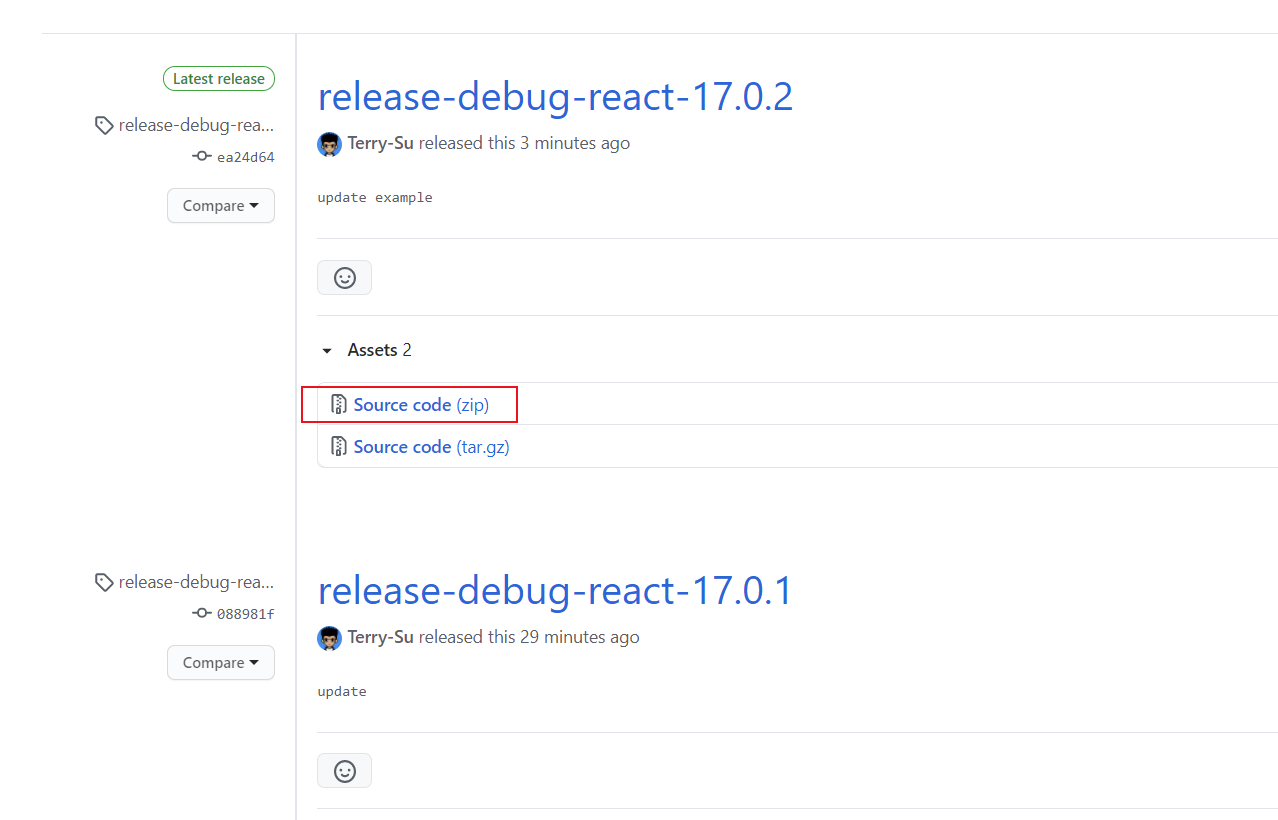 Latest release
release-debug-rea...
ea24d64
Compare
release-debug-react-17.0.2
Terry-Su released this 3 minutes ago
update example
Assets 2
Source code (zip)
Source code (tar.gz)
release-debug-rea...
088981f
Compare
release-debug-react-17.0.1
Terry-Su released this 29 minutes ago
update